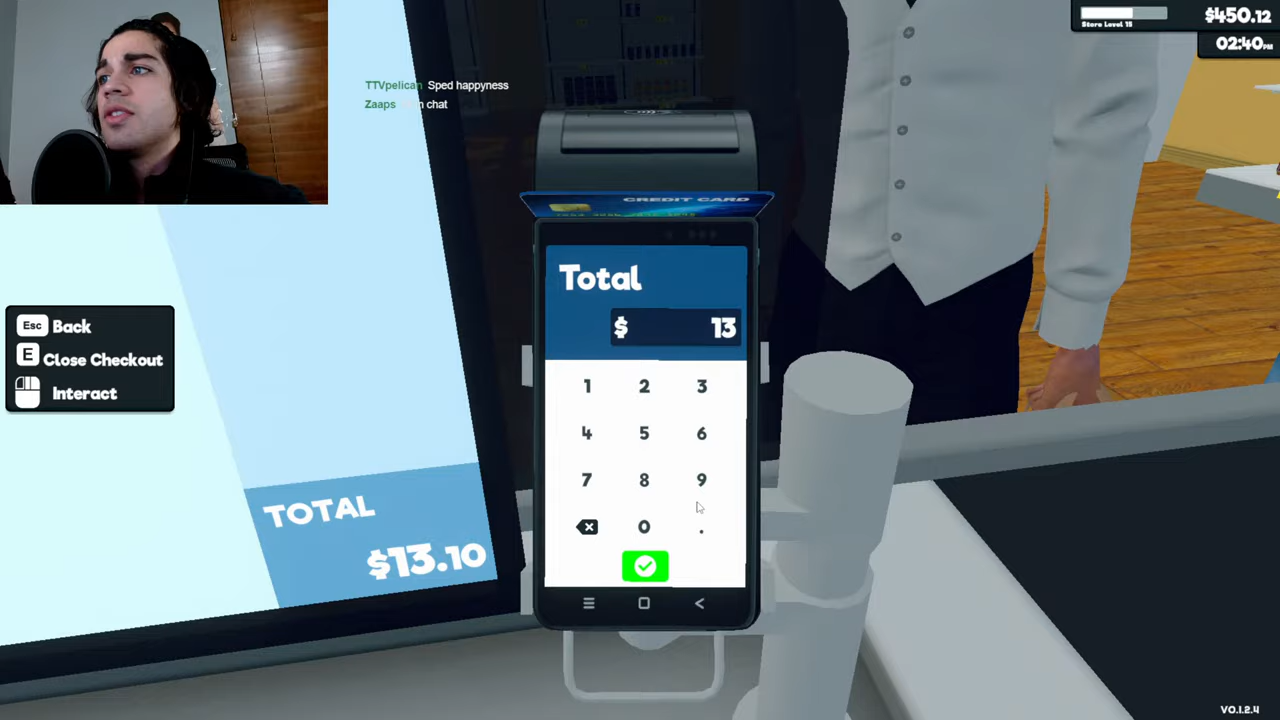 $450.12
Store Level 15
02:40PM
TTVpelican Sped happyness
Zaaps n chat
CREDIT CARD
Total
$ 13
Esc Back
E Close Checkout
Interact
1 2 3
4 5 6
7 8 9
0 .
TOTAL
$13.10
V0.1.2.4